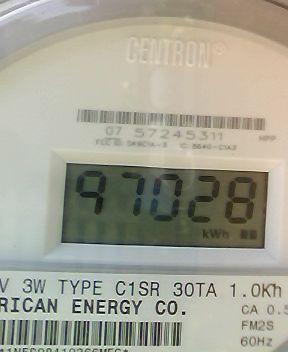 CENTRON®
07 57245311
HPP
97028
kWh
V 3W TYPE C1SR 30TA 1.0Kh
RICAN ENERGY CO.
CA 0.5
FM2S
60Hz